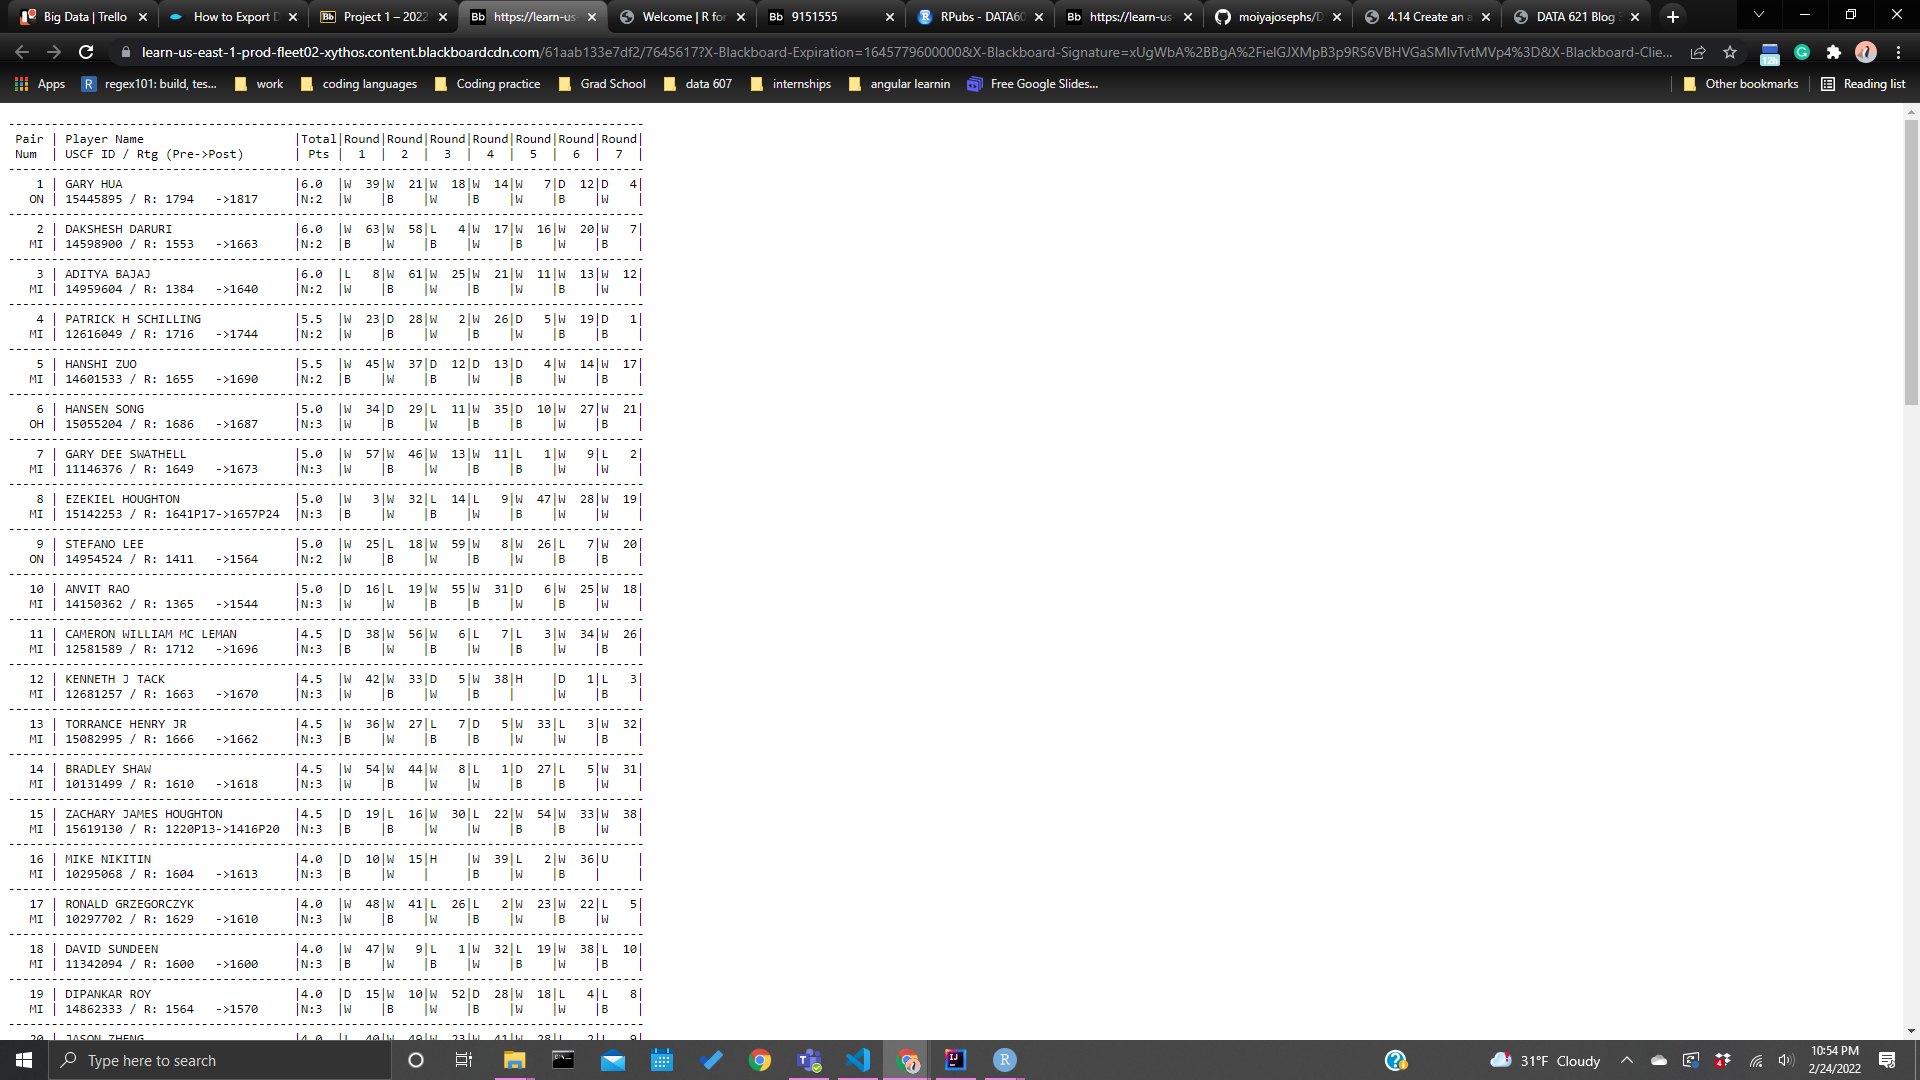 Big Data | Trello
How to Export D
Project 1 – 2022
https://learn-us
Welcome | R for
9151555
RPubs - DATA60
https://learn-us
moiyajosephs/D
4.14 Create an a
DATA 621 Blog
learn-us-east-1-prod-fleet02-xythos.content.blackboardcdn.com/61aab133e7df2/7645617?X-Blackboard-Expiration=1645779600000&X-Blackboard-Signature=xUgWbA%2BBgA%2FielGJXMpB3p9RS6VBHVGaSMlvTvtMVp4%3D&X-Blackboard-Clie...
12h
Apps
regex101: build, tes...
work
coding languages
Coding practice
Grad School
data 607
internships
angular learnin
Free Google Slides...
Other bookmarks
Reading list
-----------------------------------------------------------------------------------------
Pair | Player Name                     |Total|Round|Round|Round|Round|Round|Round|Round|
Num  | USCF ID / Rtg (Pre->Post)       | Pts |  1  |  2  |  3  |  4  |  5  |  6  |  7  |
-----------------------------------------------------------------------------------------
    1 | GARY HUA                        |6.0  |W  39|W  21|W  18|W  14|W   7|D  12|D   4|
   ON | 15445895 / R: 1794   ->1817     |N:2  |W    |B    |W    |B    |W    |B    |W    |
-----------------------------------------------------------------------------------------
    2 | DAKSHESH DARURI                 |6.0  |W  63|W  58|L   4|W  17|W  16|W  20|W   7|
   MI | 14598900 / R: 1553   ->1663     |N:2  |B    |W    |B    |W    |B    |W    |B    |
-----------------------------------------------------------------------------------------
    3 | ADITYA BAJAJ                    |6.0  |L   8|W  61|W  25|W  21|W  11|W  13|W  12|
   MI | 14959604 / R: 1384   ->1640     |N:2  |W    |B    |W    |B    |W    |B    |W    |
-----------------------------------------------------------------------------------------
    4 | PATRICK H SCHILLING             |5.5  |W  23|D  28|W   2|W  26|D   5|W  19|D   1|
   MI | 12616049 / R: 1716   ->1744     |N:2  |W    |B    |W    |B    |W    |B    |B    |
-----------------------------------------------------------------------------------------
    5 | HANSHI ZUO                      |5.5  |W  45|W  37|D  12|D  13|D   4|W  14|W  17|
   MI | 14601533 / R: 1655   ->1690     |N:2  |B    |W    |B    |W    |B    |W    |B    |
-----------------------------------------------------------------------------------------
    6 | HANSEN SONG                     |5.0  |W  34|D  29|L  11|W  35|D  10|W  27|W  21|
   OH | 15055204 / R: 1686   ->1687     |N:3  |W    |B    |W    |B    |B    |W    |B    |
-----------------------------------------------------------------------------------------
    7 | GARY DEE SWATHELL               |5.0  |W  57|W  46|W  13|W  11|L   1|W   9|L   2|
   MI | 11146376 / R: 1649   ->1673     |N:3  |W    |B    |W    |B    |B    |W    |W    |
-----------------------------------------------------------------------------------------
    8 | EZEKIEL HOUGHTON                |5.0  |W   3|W  32|L  14|L   9|W  47|W  28|W  19|
   MI | 15142253 / R: 1641P17->1657P24  |N:3  |B    |W    |B    |W    |B    |W    |W    |
-----------------------------------------------------------------------------------------
    9 | STEFANO LEE                     |5.0  |W  25|L  18|W  59|W   8|W  26|L   7|W  20|
   ON | 14954524 / R: 1411   ->1564     |N:2  |W    |B    |W    |B    |W    |B    |B    |
-----------------------------------------------------------------------------------------
   10 | ANVIT RAO                       |5.0  |D  16|L  19|W  55|W  31|D   6|W  25|W  18|
   MI | 14150362 / R: 1365   ->1544     |N:3  |W    |W    |B    |B    |W    |B    |W    |
-----------------------------------------------------------------------------------------
   11 | CAMERON WILLIAM MC LEMAN        |4.5  |D  38|W  56|W   6|L   7|L   3|W  34|W  26|
   MI | 12581589 / R: 1712   ->1696     |N:3  |B    |W    |B    |W    |B    |W    |B    |
-----------------------------------------------------------------------------------------
   12 | KENNETH J TACK                  |4.5  |W  42|W  33|D   5|W  38|H    |D   1|L   3|
   MI | 12681257 / R: 1663   ->1670     |N:3  |W    |B    |W    |B    |     |W    |B    |
-----------------------------------------------------------------------------------------
   13 | TORRANCE HENRY JR               |4.5  |W  36|W  27|L   7|D   5|W  33|L   3|W  32|
   MI | 15082995 / R: 1666   ->1662     |N:3  |B    |W    |B    |B    |W    |W    |B    |
-----------------------------------------------------------------------------------------
   14 | BRADLEY SHAW                    |4.5  |W  54|W  44|W   8|L   1|D  27|L   5|W  31|
   MI | 10131499 / R: 1610   ->1618     |N:3  |W    |B    |W    |W    |B    |B    |W    |
-----------------------------------------------------------------------------------------
   15 | ZACHARY JAMES HOUGHTON          |4.5  |D  19|L  16|W  30|L  22|W  54|W  33|W  38|
   MI | 15619130 / R: 1220P13->1416P20  |N:3  |B    |B    |W    |W    |B    |B    |W    |
-----------------------------------------------------------------------------------------
   16 | MIKE NIKITIN                    |4.0  |D  10|W  15|H    |W  39|L   2|W  36|U    |
   MI | 10295068 / R: 1604   ->1613     |N:3  |B    |W    |     |B    |W    |B    |     |
-----------------------------------------------------------------------------------------
   17 | RONALD GRZEGORCZYK              |4.0  |W  48|W  41|L  26|L   2|W  23|W  22|L   5|
   MI | 10297702 / R: 1629   ->1610     |N:3  |W    |B    |W    |B    |W    |B    |W    |
-----------------------------------------------------------------------------------------
   18 | DAVID SUNDEEN                   |4.0  |W  47|W   9|L   1|W  32|L  19|W  38|L  10|
   MI | 11342094 / R: 1600   ->1600     |N:3  |B    |W    |B    |W    |B    |W    |B    |
-----------------------------------------------------------------------------------------
   19 | DIPANKAR ROY                    |4.0  |D  15|W  10|W  52|D  28|W  18|L   4|L   8|
   MI | 14862333 / R: 1564   ->1570     |N:3  |W    |B    |W    |B    |W    |W    |B    |
-----------------------------------------------------------------------------------------
   20 | JASON ZHENG                     |4.0  |L  40|W  49|W  23|W  41|W  28|L   2|L   9|
Type here to search
31°F Cloudy
10:54 PM
2/24/2022